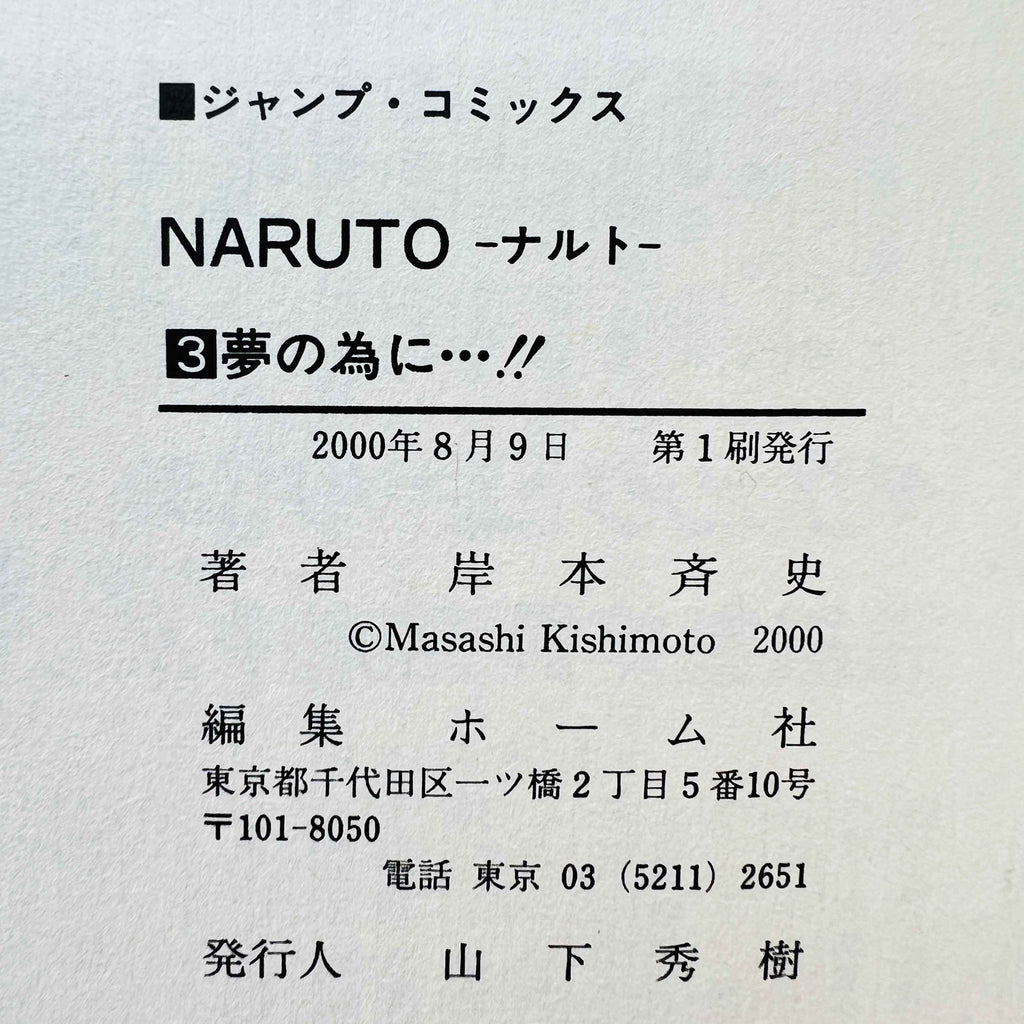 ■ジャンプ・コミックス
NARUTO -ナルト-
3夢の為に…!!
2000年8月9日　第1刷発行
著者　岸本斉史
©Masashi Kishimoto 2000
編集　ホーム社
東京都千代田区一ツ橋2丁目5番10号
〒101-8050
電話 東京 03 (5211) 2651
発行人　山下秀樹